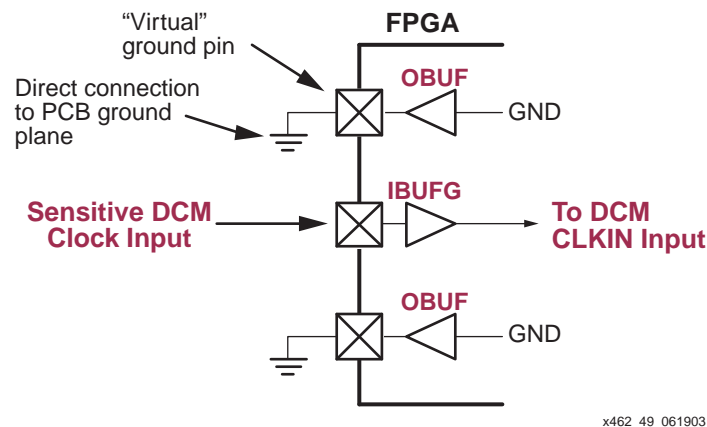 “Virtual”
ground pin
FPGA
OBUF
Direct connection
to PCB ground
plane
GND
IBUFG
Sensitive DCM
Clock Input
To DCM
CLKIN Input
OBUF
GND
x462_49_061903